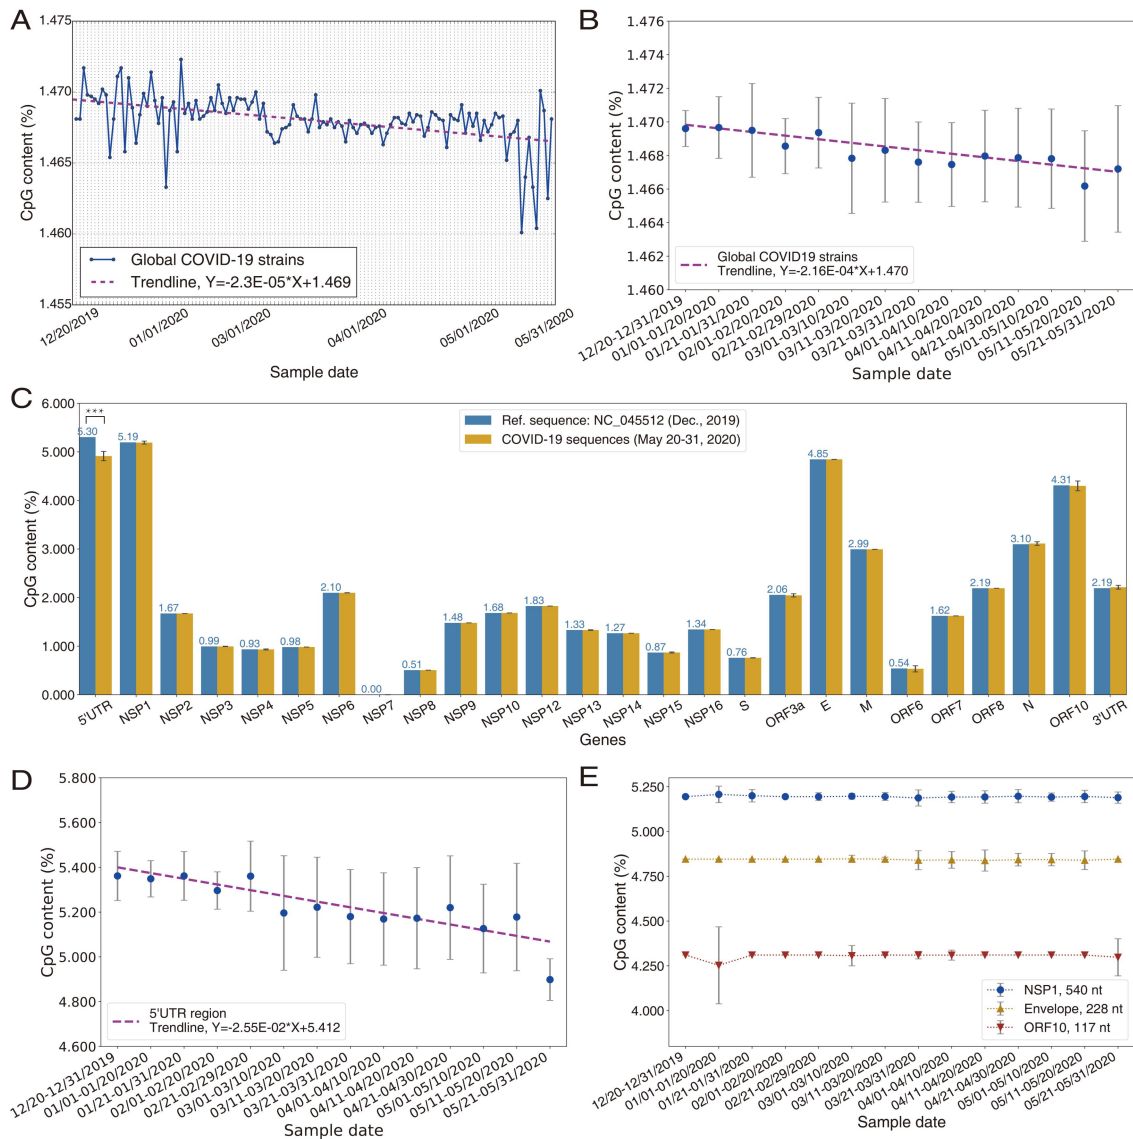 A
1.475
1.470
1.465
1.460
1.455
CpG content (%)
Global COVID-19 strains
Trendline, Y=-2.3E-05*X+1.469
12/20/2019
01/01/2020
03/01/2020
04/01/2020
05/01/2020
05/31/2020
Sample date
B
1.476
1.474
1.472
1.470
1.468
1.466
1.464
1.462
1.460
CpG content (%)
Global COVID19 strains
Trendline, Y=-2.16E-04*X+1.470
12/20-12/31/2019
01/01-01/20/2020
01/21-01/31/2020
02/01-02/20/2020
02/21-02/29/2020
03/01-03/10/2020
03/11-03/20/2020
03/21-03/31/2020
04/01-04/10/2020
04/11-04/20/2020
04/21-04/30/2020
05/01-05/10/2020
05/11-05/20/2020
05/21-05/31/2020
Sample date
C
6.000
5.000
4.000
3.000
2.000
1.000
0.000
CpG content (%)
***
Ref. sequence: NC_045512 (Dec., 2019)
COVID-19 sequences (May 20-31, 2020)
5.30
5.19
1.67
0.99
0.93
0.98
2.10
0.00
0.51
1.48
1.68
1.83
1.33
1.27
0.87
1.34
0.76
2.06
4.85
2.99
0.54
1.62
2.19
3.10
4.31
2.19
5'UTR
NSP1
NSP2
NSP3
NSP4
NSP5
NSP6
NSP7
NSP8
NSP9
NSP10
NSP12
NSP13
NSP14
NSP15
NSP16
S
ORF3a
E
M
ORF6
ORF7
ORF8
N
ORF10
3'UTR
Genes
D
5.800
5.600
5.400
5.200
5.000
4.800
4.600
CpG content (%)
5'UTR region
Trendline, Y=-2.55E-02*X+5.412
12/20-12/31/2019
01/01-01/20/2020
01/21-01/31/2020
02/01-02/20/2020
02/21-02/29/2020
03/01-03/10/2020
03/11-03/20/2020
03/21-03/31/2020
04/01-04/10/2020
04/11-04/20/2020
04/21-04/30/2020
05/01-05/10/2020
05/11-05/20/2020
05/21-05/31/2020
Sample date
E
5.250
5.000
4.750
4.500
4.250
4.000
CpG content (%)
NSP1, 540 nt
Envelope, 228 nt
ORF10, 117 nt
12/20-12/31/2019
01/01-01/20/2020
01/21-01/31/2020
02/01-02/20/2020
02/21-02/29/2020
03/01-03/10/2020
03/11-03/20/2020
03/21-03/31/2020
04/01-04/10/2020
04/11-04/20/2020
04/21-04/30/2020
05/01-05/10/2020
05/11-05/20/2020
05/21-05/31/2020
Sample date